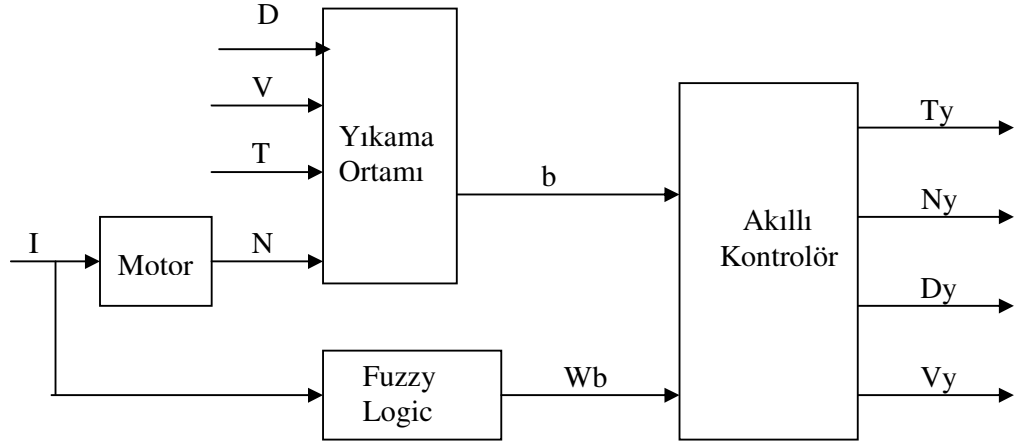 D
V
T
I
N
Motor
Yıkama
Ortamı
b
Fuzzy
Logic
Wb
Akıllı
Kontrolör
Ty
Ny
Dy
Vy